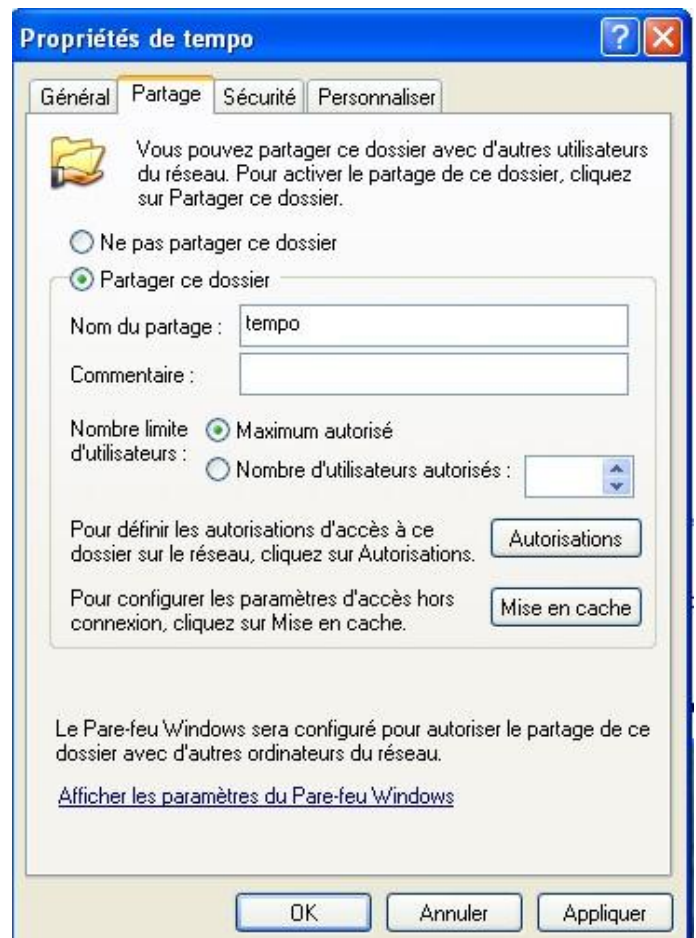 Propriétés de tempo
Général Partage Sécurité Personnaliser
Vous pouvez partager ce dossier avec d'autres utilisateurs
du réseau. Pour activer le partage de ce dossier, cliquez
sur Partager ce dossier.
Ne pas partager ce dossier
Partager ce dossier
Nom du partage : tempo
Commentaire :
Nombre limite
d'utilisateurs :
Maximum autorisé
Nombre d'utilisateurs autorisés :
Pour définir les autorisations d'accès à ce
dossier sur le réseau, cliquez sur Autorisations.
Autorisations
Pour configurer les paramètres d'accès hors
connexion, cliquez sur Mise en cache.
Mise en cache
Le Pare-feu Windows sera configuré pour autoriser le partage de ce
dossier avec d'autres ordinateurs du réseau.
Afficher les paramètres du Pare-feu Windows
OK Annuler Appliquer